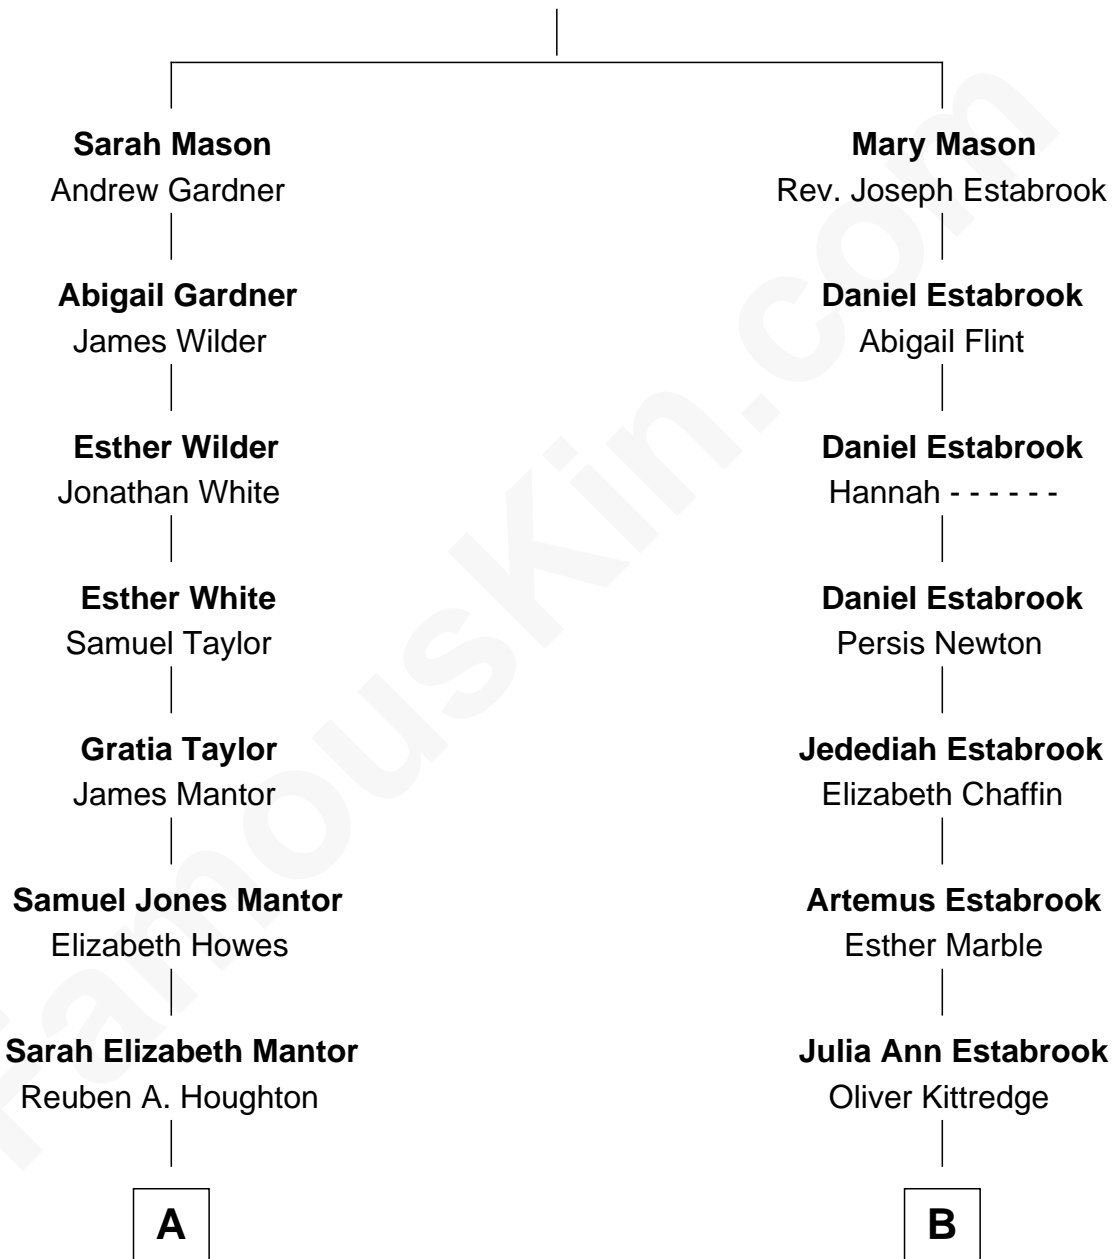 Sarah Mason
Andrew Gardner
Abigail Gardner
James Wilder
Esther Wilder
Jonathan White
Esther White
Samuel Taylor
Gratia Taylor
James Mantor
Samuel Jones Mantor
Elizabeth Howes
Sarah Elizabeth Mantor
Reuben A. Houghton
A
Mary Mason
Rev. Joseph Estabrook
Daniel Estabrook
Abigail Flint
Daniel Estabrook
Hannah - - - - - -
Daniel Estabrook
Persis Newton
Jedediah Estabrook
Elizabeth Chaffin
Artemus Estabrook
Esther Marble
Julia Ann Estabrook
Oliver Kittredge
B
FamousKin.com